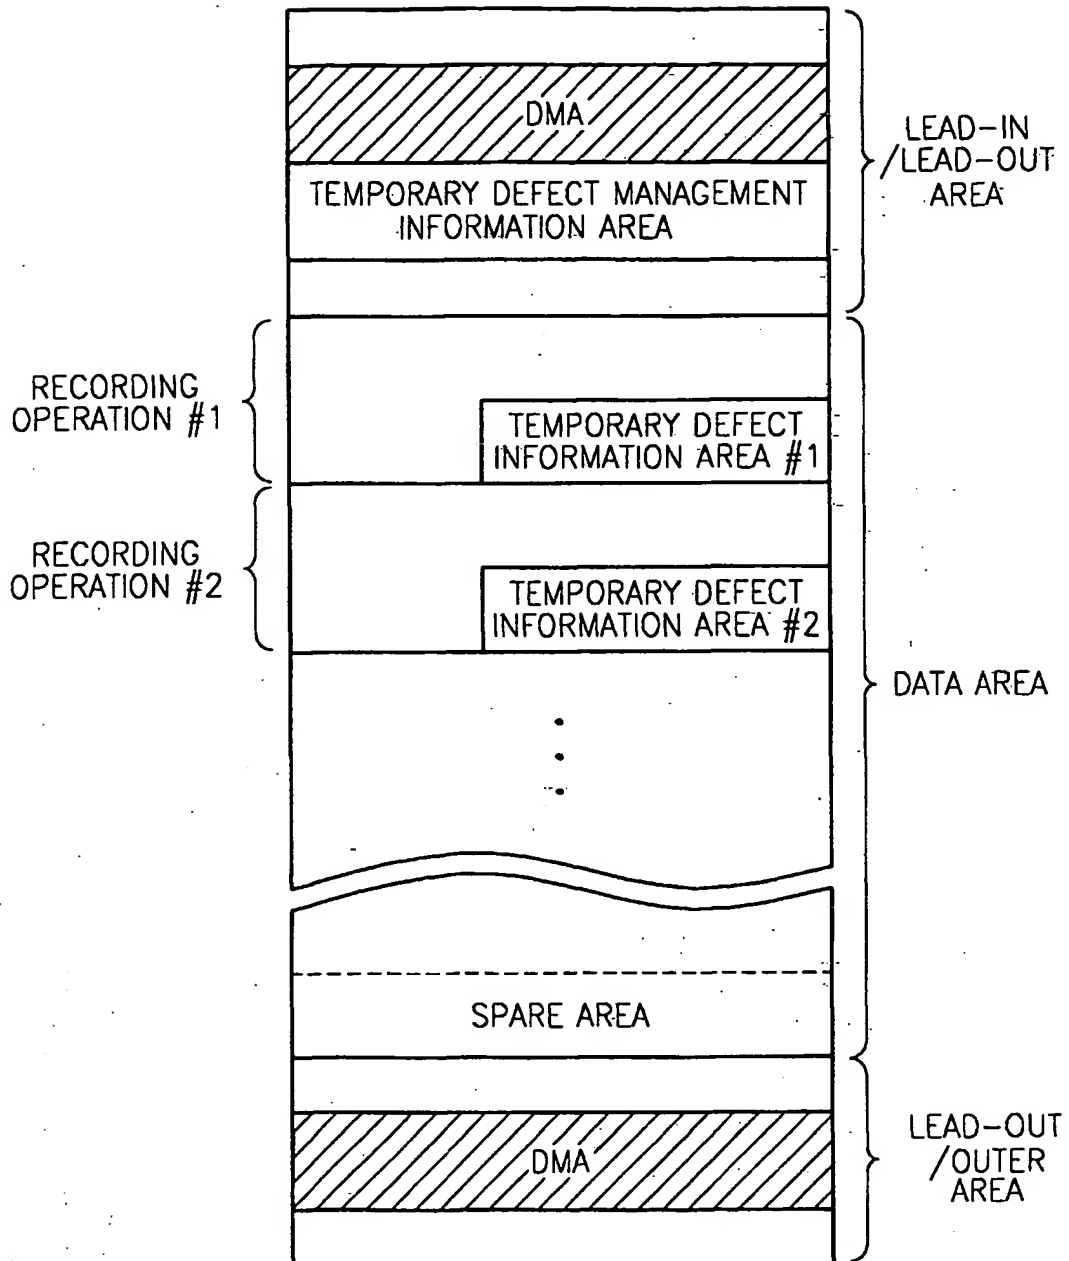 DMA
TEMPORARY DEFECT MANAGEMENT
INFORMATION AREA
LEAD-IN
/LEAD-OUT
AREA
RECORDING
OPERATION #1
TEMPORARY DEFECT
INFORMATION AREA #1
RECORDING
OPERATION #2
TEMPORARY DEFECT
INFORMATION AREA #2
DATA AREA
SPARE AREA
DMA
LEAD-OUT
/OUTER
AREA